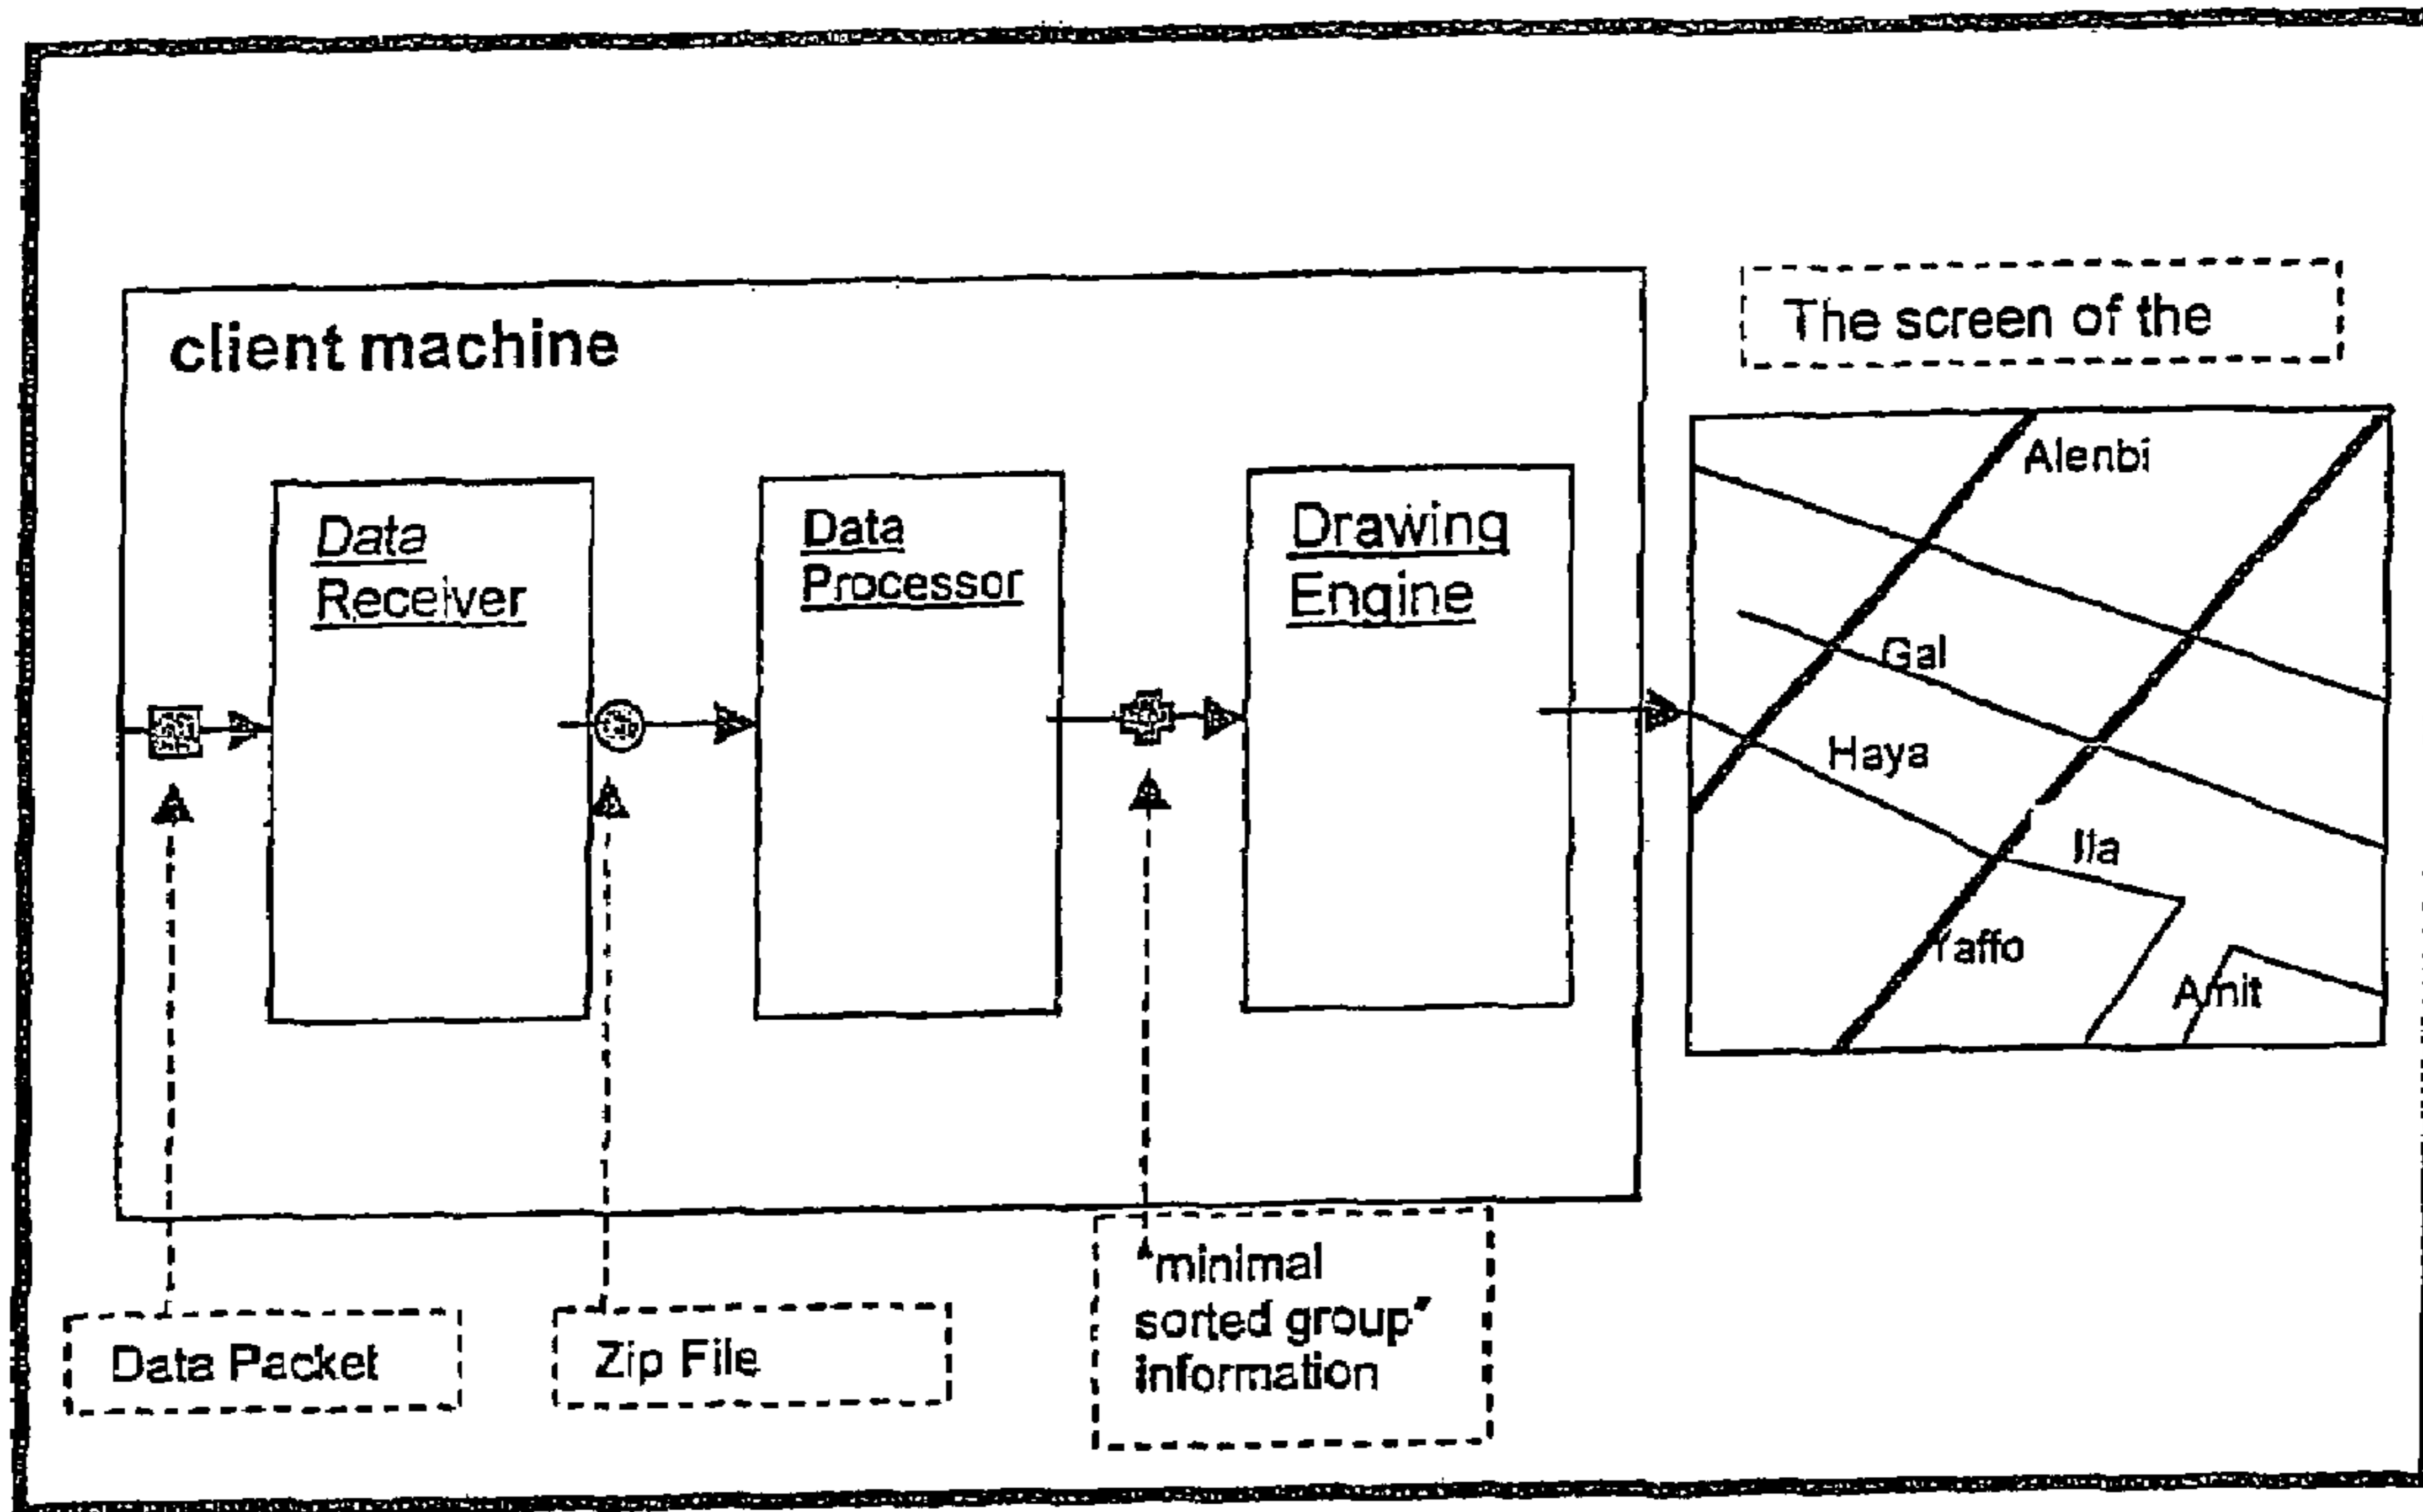 The screen of the
client machine
Data
Receiver
Data
Processor
Drawing
Engine
Alenbi
Gal
Haya
Ila
Yaffo
Amit
"minimal
sorted group"
information
Data Packet
Zip File